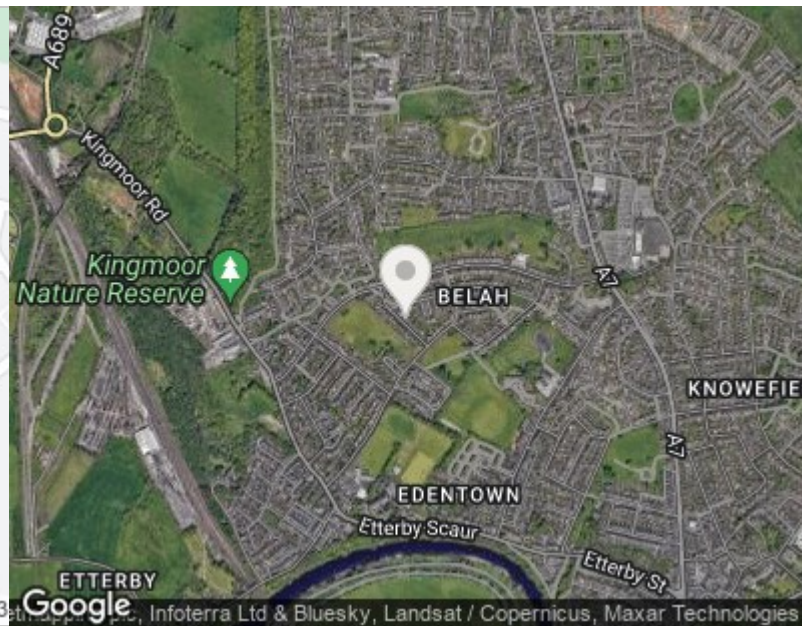 A689
Kingmoor Rd
Kingmoor
Nature Reserve
BELAH
A7
KNOWEFIE
A7
EDENTOWN
Etterby Scaur
Etterby St
ETTERBY
Google
, Infoterra Ltd & Bluesky, Landsat / Copernicus, Maxar Technologies